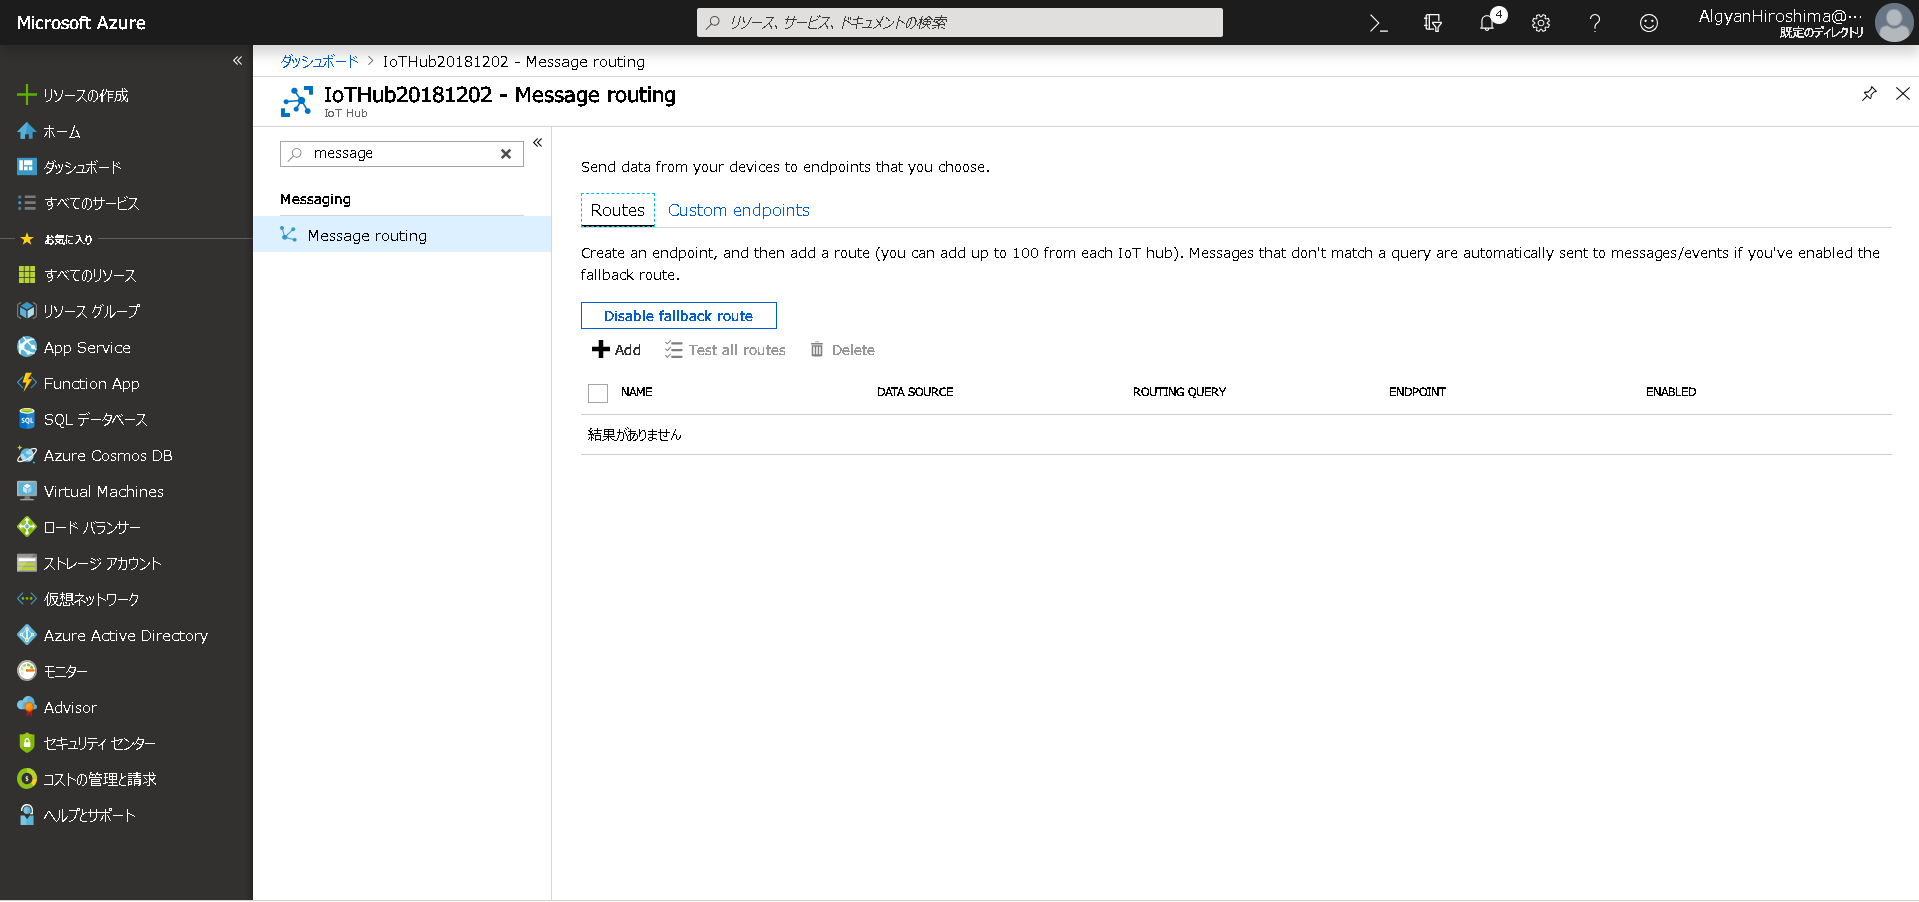 Microsoft Azure
リソース、サービス、ドキュメントの検索
4
AlgyanHiroshima@…
既定のディレクトリ
リソースの作成
ホーム
ダッシュボード
すべてのサービス
お気に入り
すべてのリソース
リソース グループ
App Service
Function App
SQL データベース
Azure Cosmos DB
Virtual Machines
ロード バランサー
ストレージ アカウント
仮想ネットワーク
Azure Active Directory
モニター
Advisor
セキュリティ センター
コストの管理と請求
ヘルプとサポート
ダッシュボード > IoTHub20181202 - Message routing
IoTHub20181202 - Message routing
IoT Hub
message
Messaging
Message routing
Send data from your devices to endpoints that you choose.
Routes Custom endpoints
Create an endpoint, and then add a route (you can add up to 100 from each IoT hub). Messages that don't match a query are automatically sent to messages/events if you've enabled the
fallback route.
Disable fallback route
Add Test all routes Delete
NAME DATA SOURCE ROUTING QUERY ENDPOINT ENABLED
結果がありません